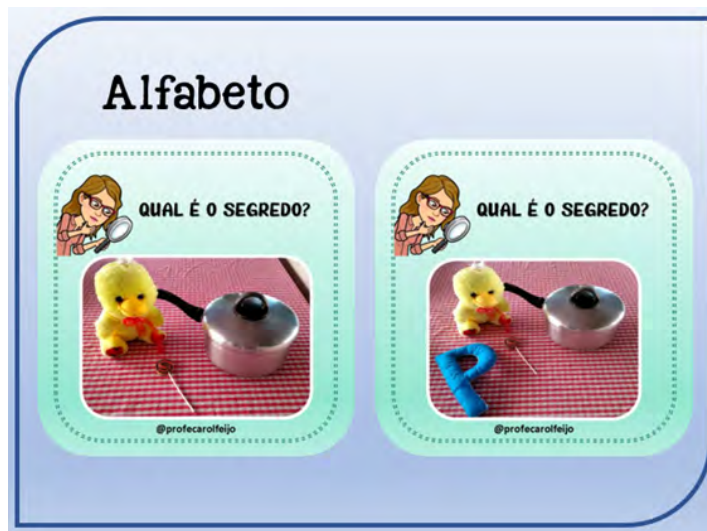 Alfabeto
QUAL É O SEGREDO?
@profecarolfeijo
QUAL É O SEGREDO?
P
@profecarolfeijo